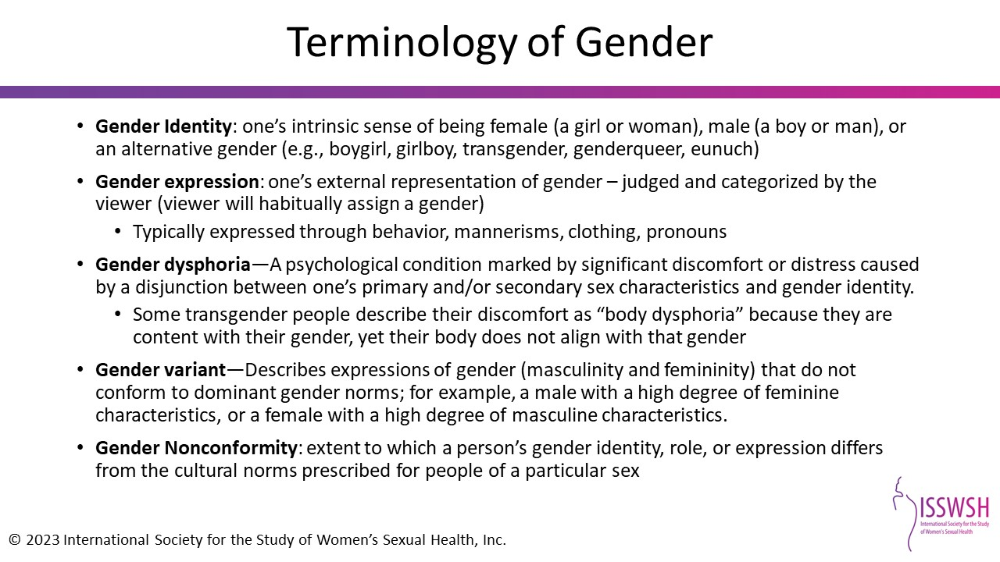 Terminology of Gender
• Gender Identity: one’s intrinsic sense of being female (a girl or woman), male (a boy or man), or
an alternative gender (e.g., boygirl, girlboy, transgender, genderqueer, eunuch)
• Gender expression: one’s external representation of gender – judged and categorized by the
viewer (viewer will habitually assign a gender)
• Typically expressed through behavior, mannerisms, clothing, pronouns
• Gender dysphoria—A psychological condition marked by significant discomfort or distress caused
by a disjunction between one’s primary and/or secondary sex characteristics and gender identity.
• Some transgender people describe their discomfort as “body dysphoria” because they are
content with their gender, yet their body does not align with that gender
• Gender variant—Describes expressions of gender (masculinity and femininity) that do not
conform to dominant gender norms; for example, a male with a high degree of feminine
characteristics, or a female with a high degree of masculine characteristics.
• Gender Nonconformity: extent to which a person’s gender identity, role, or expression differs
from the cultural norms prescribed for people of a particular sex
ISSWSH
International Society for the Study
of Women's Sexual Health
© 2023 International Society for the Study of Women’s Sexual Health, Inc.